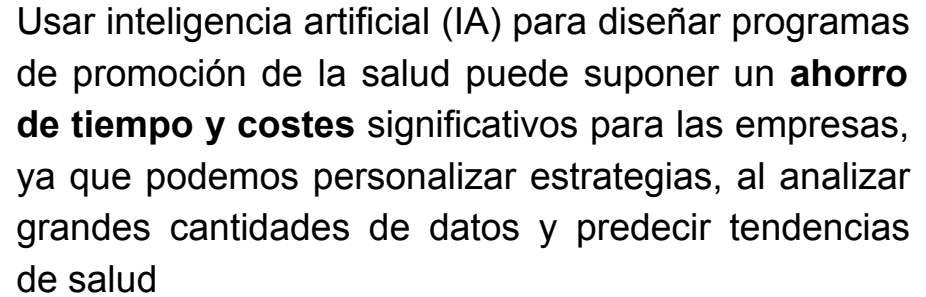 Usar inteligencia artificial (IA) para diseñar programas
de promoción de la salud puede suponer un ahorro
de tiempo y costes significativos para las empresas,
ya que podemos personalizar estrategias, al analizar
grandes cantidades de datos y predecir tendencias
de salud